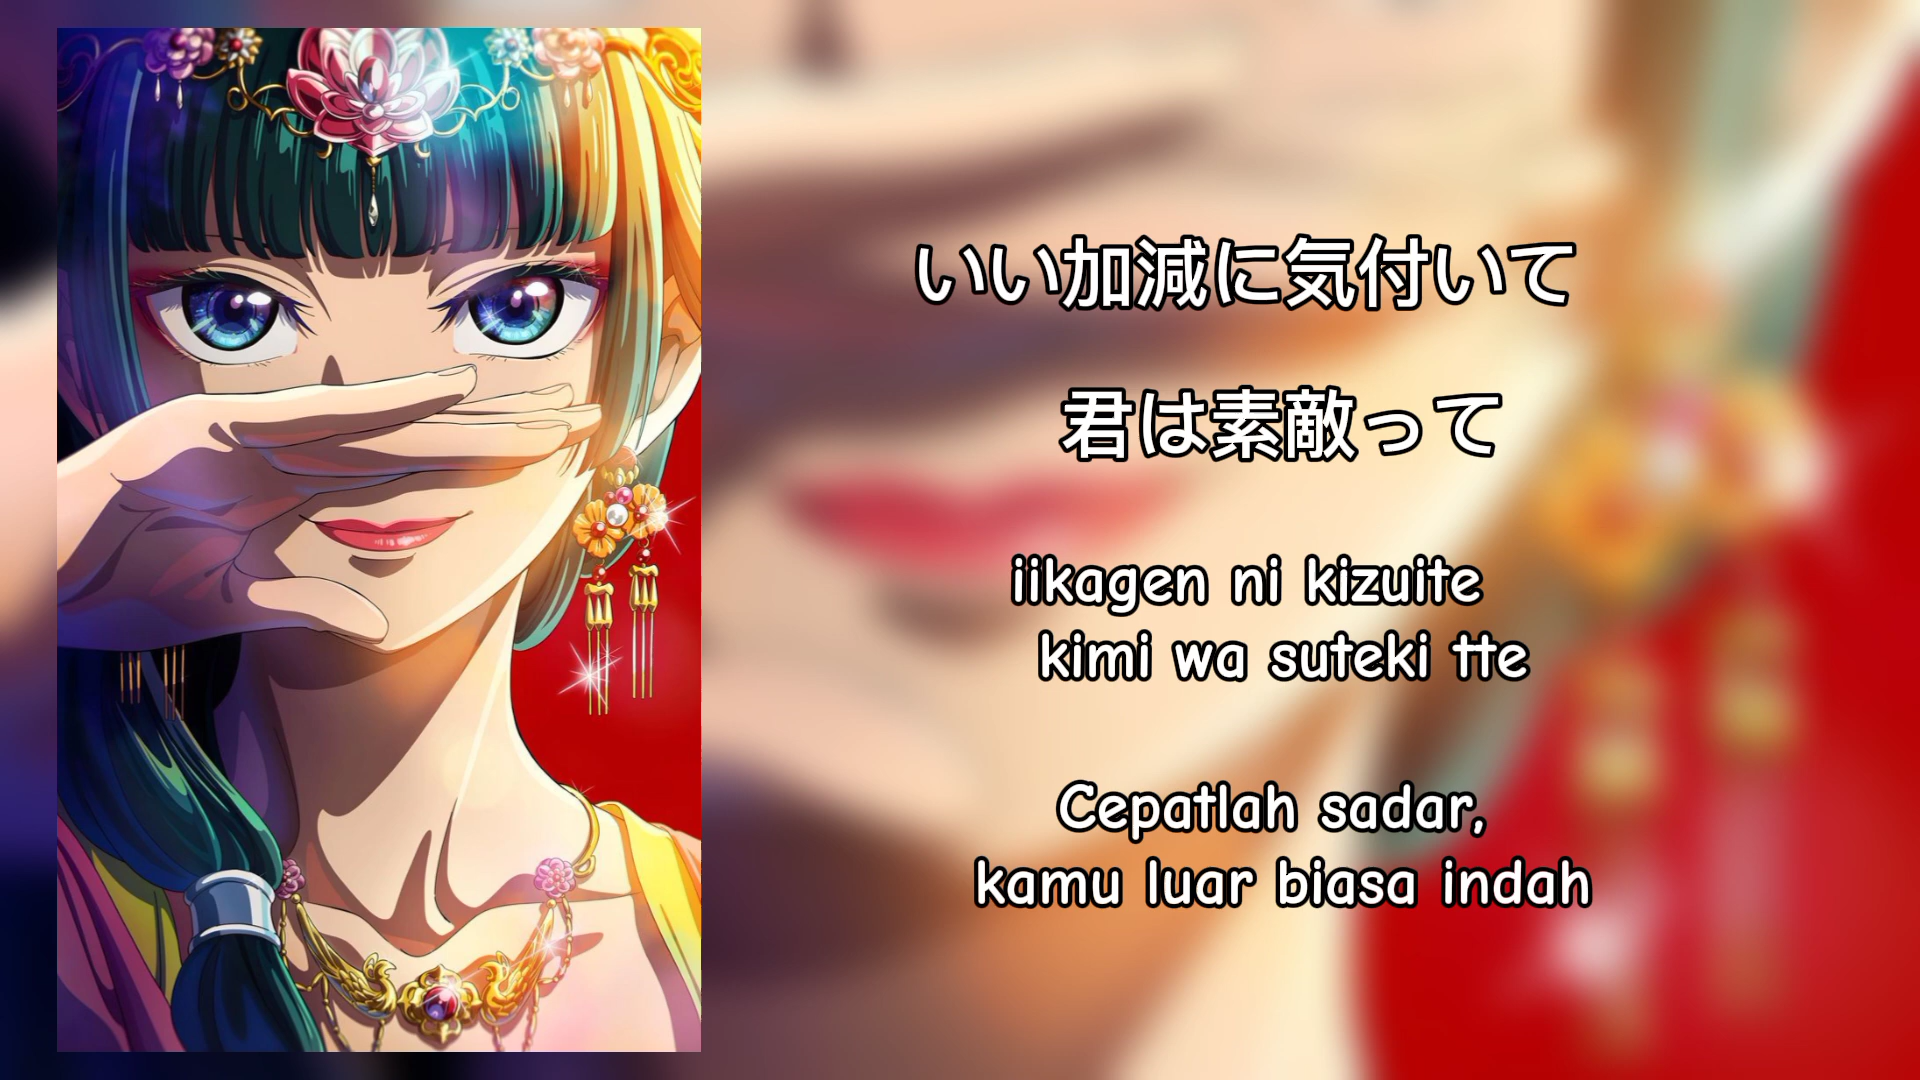 いい加減に気付いて
君は素敵って
iikagen ni kizuite
kimi wa suteki tte
Cepatlah sadar,
kamu luar biasa indah